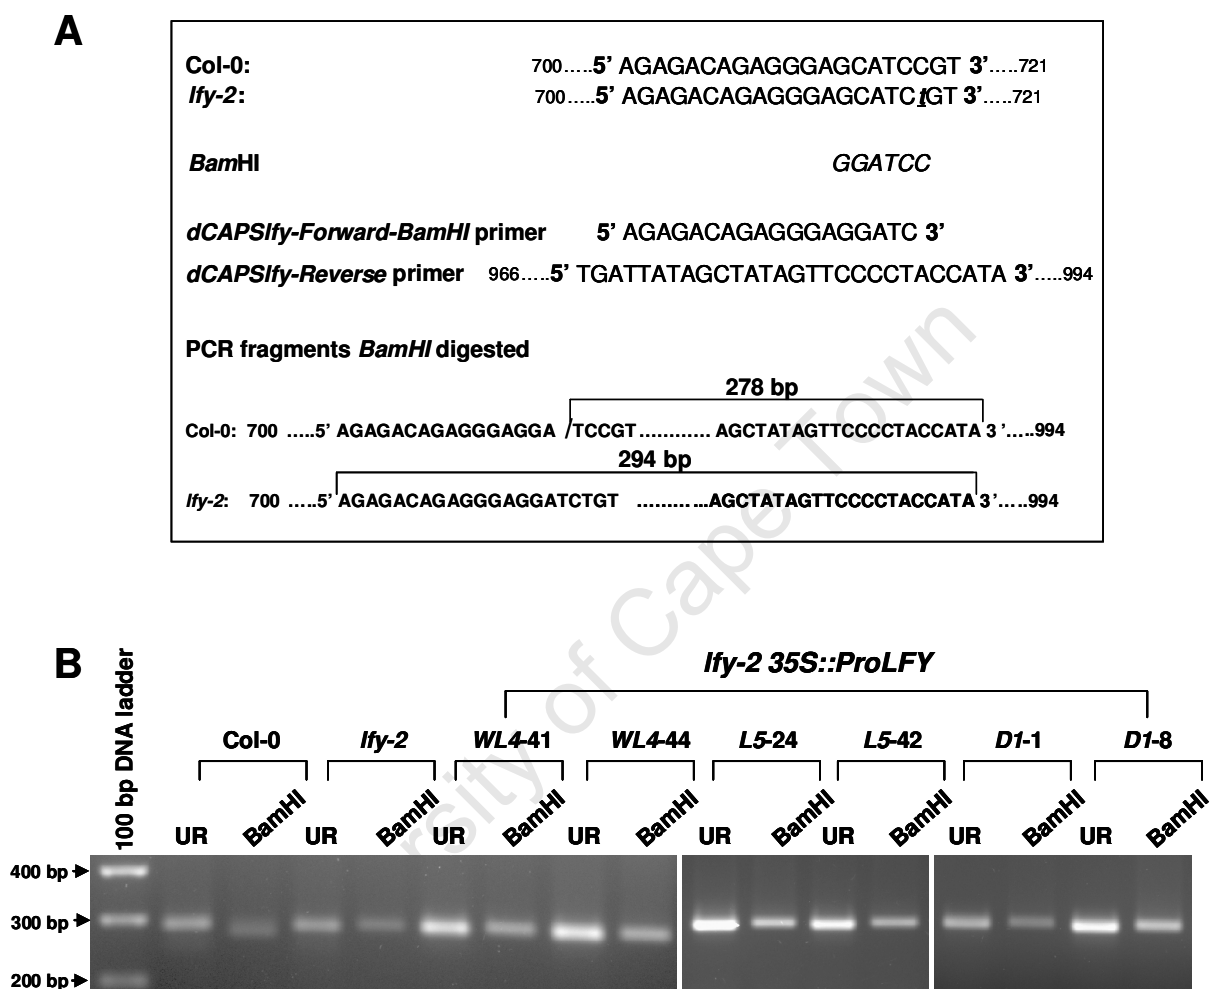 A
Col-0: 700.....5’ AGAGACAGAGGGAGCATCCGT 3’.....721
lfy-2: 700.....5’ AGAGACAGAGGGAGCATCtGT 3’.....721
BamHI GGATCC
dCAPSlfy-Forward-BamHI primer 5’ AGAGACAGAGGGAGGATC 3’
dCAPSlfy-Reverse primer 966.....5’ TGATTATAGCTATAGTTCCCCTACCATA 3’.....994
PCR fragments BamHI digested
278 bp
Col-0: 700 .....5’ AGAGACAGAGGGAGGA /TCCGT............ AGCTATAGTTCCCCTACCATA 3’.....994
294 bp
lfy-2: 700 .....5’ AGAGACAGAGGGAGGATCTGT ............AGCTATAGTTCCCCTACCATA 3’.....994
B
100 bp DNA ladder
lfy-2 35S::ProLFY
Col-0 lfy-2 WL4-41 WL4-44 L5-24 L5-42 D1-1 D1-8
UR BamHI UR BamHI UR BamHI UR BamHI UR BamHI UR BamHI UR BamHI UR BamHI
400 bp
300 bp
200 bp
rsity of Cape Town